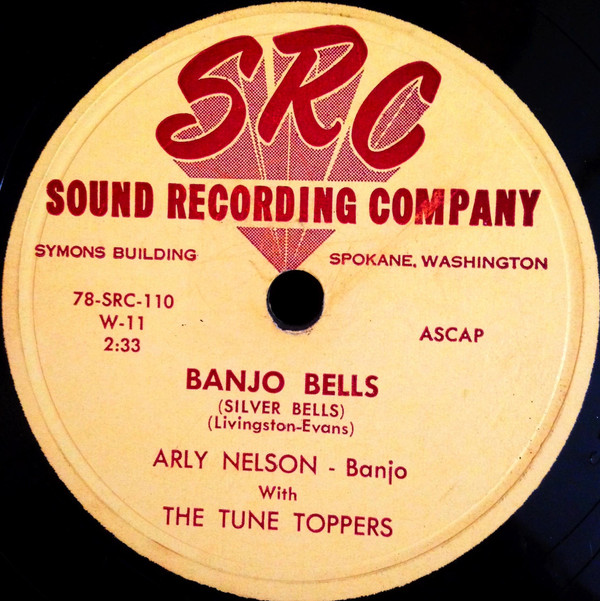 SRC
SOUND RECORDING COMPANY
SYMONS BUILDING SPOKANE, WASHINGTON
78-SRC-110
W-11
2:33
ASCAP
BANJO BELLS
(SILVER BELLS)
(Livingston-Evans)
ARLY NELSON - Banjo
With
THE TUNE TOPPERS